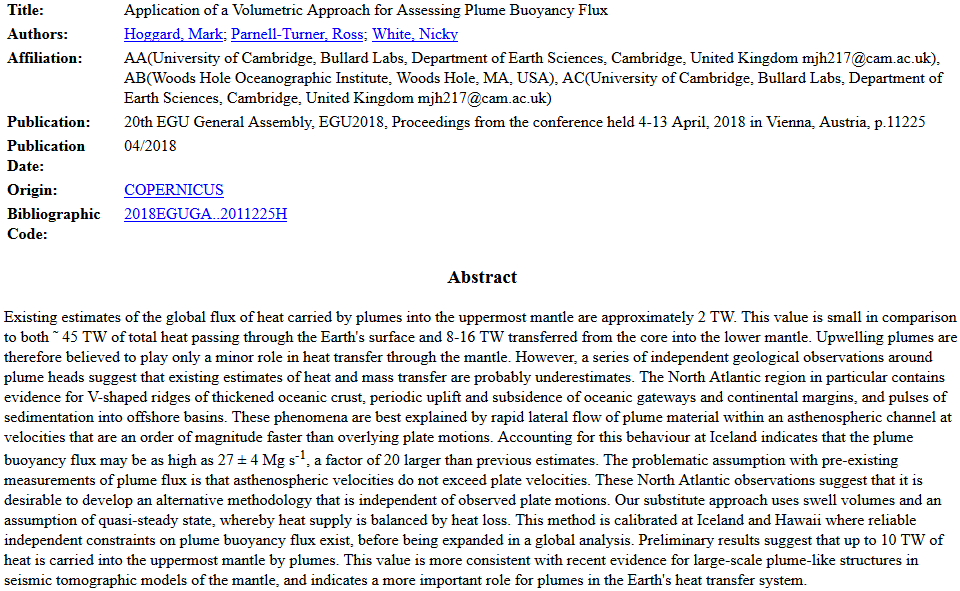 Title: Application of a Volumetric Approach for Assessing Plume Buoyancy Flux
Authors: Hoggard, Mark; Parnell-Turner, Ross; White, Nicky
Affiliation: AA(University of Cambridge, Bullard Labs, Department of Earth Sciences, Cambridge, United Kingdom mjh217@cam.ac.uk),
AB(Woods Hole Oceanographic Institute, Woods Hole, MA, USA), AC(University of Cambridge, Bullard Labs, Department of
Earth Sciences, Cambridge, United Kingdom mjh217@cam.ac.uk)
Publication: 20th EGU General Assembly, EGU2018, Proceedings from the conference held 4-13 April, 2018 in Vienna, Austria, p.11225
Publication 04/2018
Date:
Origin: COPERNICUS
Bibliographic 2018EGUGA..2011225H
Code:
Abstract
Existing estimates of the global flux of heat carried by plumes into the uppermost mantle are approximately 2 TW. This value is small in comparison
to both ˜ 45 TW of total heat passing through the Earth's surface and 8-16 TW transferred from the core into the lower mantle. Upwelling plumes are
therefore believed to play only a minor role in heat transfer through the mantle. However, a series of independent geological observations around
plume heads suggest that existing estimates of heat and mass transfer are probably underestimates. The North Atlantic region in particular contains
evidence for V-shaped ridges of thickened oceanic crust, periodic uplift and subsidence of oceanic gateways and continental margins, and pulses of
sedimentation into offshore basins. These phenomena are best explained by rapid lateral flow of plume material within an asthenospheric channel at
velocities that are an order of magnitude faster than overlying plate motions. Accounting for this behaviour at Iceland indicates that the plume
buoyancy flux may be as high as 27 ± 4 Mg s-1, a factor of 20 larger than previous estimates. The problematic assumption with pre-existing
measurements of plume flux is that asthenospheric velocities do not exceed plate velocities. These North Atlantic observations suggest that it is
desirable to develop an alternative methodology that is independent of observed plate motions. Our substitute approach uses swell volumes and an
assumption of quasi-steady state, whereby heat supply is balanced by heat loss. This method is calibrated at Iceland and Hawaii where reliable
independent constraints on plume buoyancy flux exist, before being expanded in a global analysis. Preliminary results suggest that up to 10 TW of
heat is carried into the uppermost mantle by plumes. This value is more consistent with recent evidence for large-scale plume-like structures in
seismic tomographic models of the mantle, and indicates a more important role for plumes in the Earth's heat transfer system.